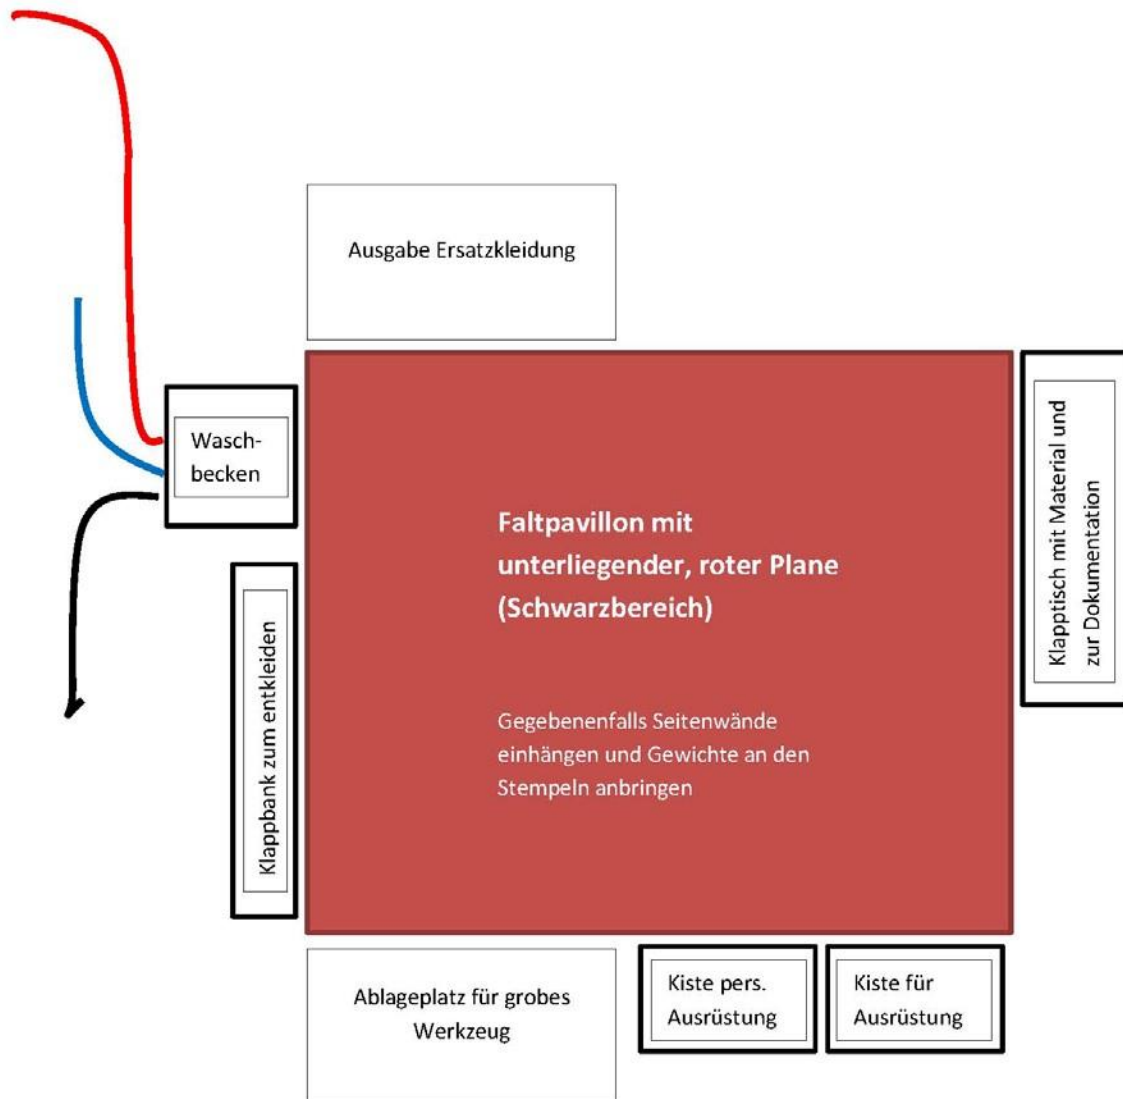 Ausgabe Ersatzkleidung
Wasch-
becken
Faltpavillon mit
unterliegender, roter Plane
(Schwarzbereich)
Gegebenenfalls Seitenwände
einhängen und Gewichte an den
Stempeln anbringen
Klapptisch mit Material und
zur Dokumentation
Klappbank zum entkleiden
Ablageplatz für grobes
Werkzeug
Kiste pers.
Ausrüstung
Kiste für
Ausrüstung